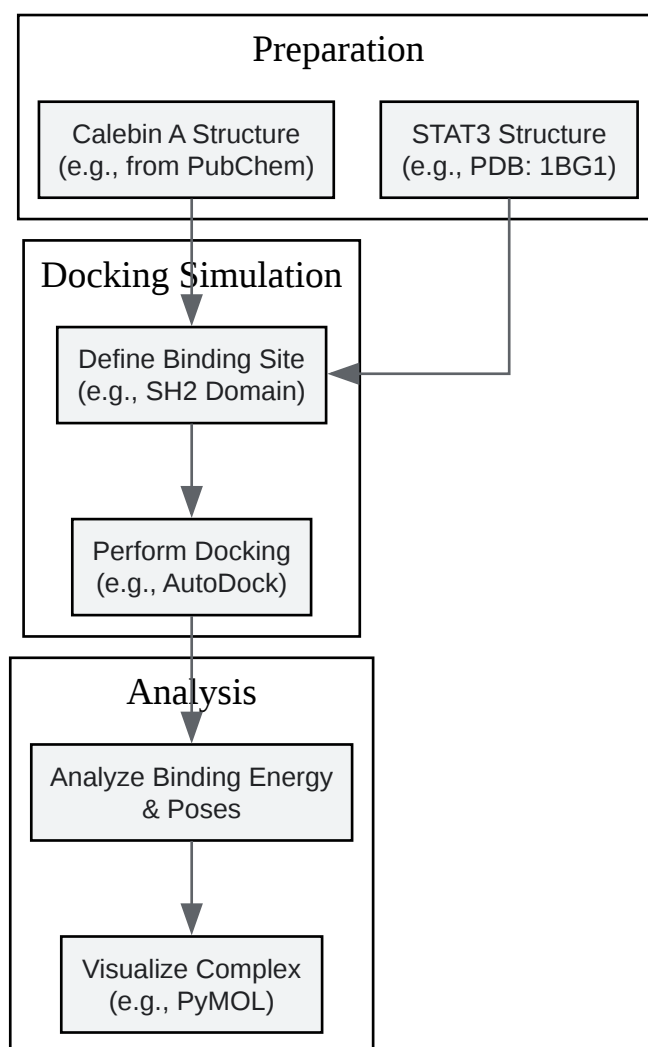 Preparation
Calebin A Structure
(e.g., from PubChem)
STAT3 Structure
(e.g., PDB: 1BG1)
Docking Simulation
Define Binding Site
(e.g., SH2 Domain)
Perform Docking
(e.g., AutoDock)
Analysis
Analyze Binding Energy
& Poses
Visualize Complex
(e.g., PyMOL)